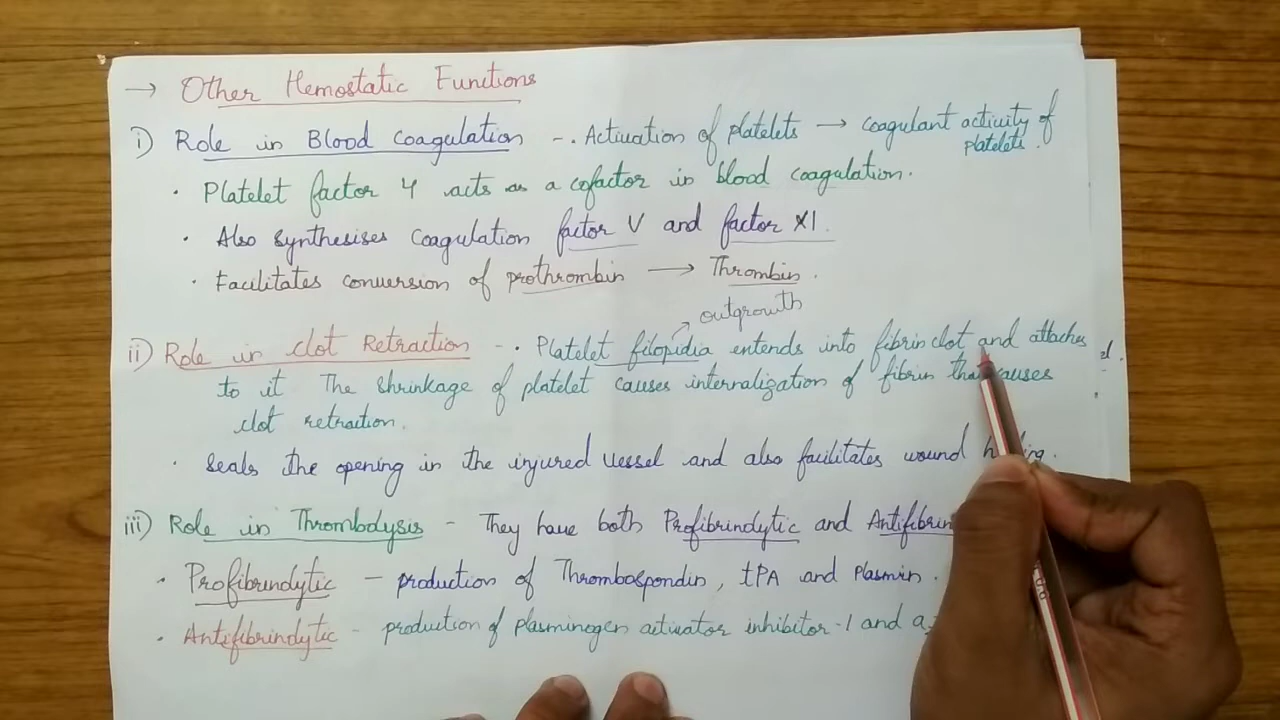 → Other Hemostatic Functions
i) Role in Blood coagulation - . Activation of platelets → coagulant activity of
platelets.
. Platelet factor 4 acts as a cofactor in blood coagulation.
. Also synthesises coagulation factor V and factor XI.
. Facilitates conversion of prothrombin → Thrombin.
outgrowth
ii) Role in clot Retraction - . Platelet filopidia extends into fibrin clot and attaches
to it The shrinkage of platelet causes internalization of fibrin that causes
clot retraction.
. Seals the opening in the injured vessel and also facilitates wound
iii) Role in Thrombolysis - They have both Profibrinolytic and
. Profibrinolytic - production of Thrombospondin, tPA and Plasmin.
. Antifibrinolytic - production of plasminogen activator inhibitor-1 and